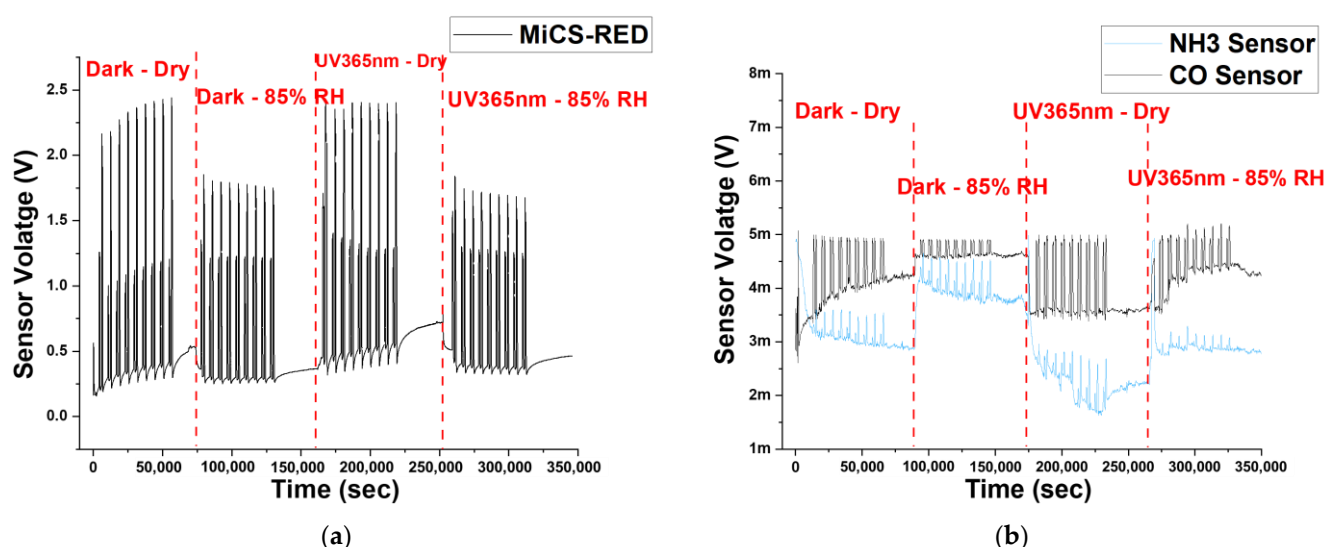 MiCS-RED
Dark - Dry
UV365nm - Dry
Dark - 85% RH
UV365nm - 85% RH
2.5
2.0
1.5
1.0
0.5
0.0
Sensor Volatge (V)
0 50,000 100,000 150,000 200,000 250,000 300,000
Time (sec)
(a)
NH3 Sensor
CO Sensor
Dark - Dry
UV365nm - Dry
Dark - 85% RH
UV365nm - 85% RH
8m
7m
6m
5m
4m
3m
2m
1m
Sensor Voltage (V)
0 50,000 100,000 150,000 200,000 250,000 300,000 350,000
Time (sec)
(b)